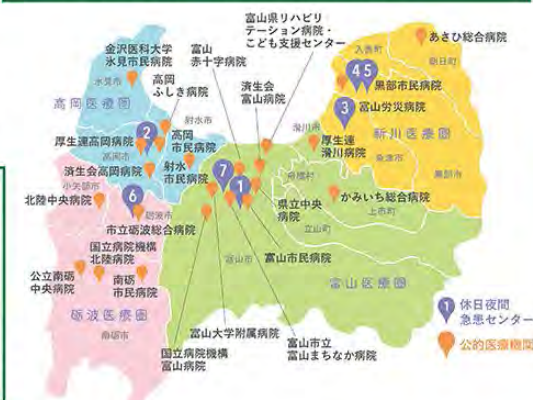 富山県リハビリ
テーション病院・
こども支援センター
あさひ総合病院
金沢医科大学
氷見市民病院
富山
赤十字病院
入善町
朝日町
氷見市
高岡
ふしき病院
済生会
富山病院
4
5
黒部市民病院
高岡医療圏
射水市
3
富山労災病院
滑川市
新川医療圏
厚生連高岡病院
2
高岡
市民病院
厚生連
滑川病院
高岡市
魚津市
済生会高岡病院
射水
市民病院
7
舟橋村
黒部市
小矢部市
北陸中央病院
6
1
県立中央
病院
かみいち総合病院
上市町
砺波市
市立砺波総合病院
立山町
国立病院機構
北陸病院
富山市
富山市民病院
公立南砺
中央病院
南砺
市民病院
富山医療圏
砺波医療圏
1
休日夜間
急患センター
南砺市
富山大学附属病院
富山市立
富山まちなか病院
公的医療機関
国立病院機構
富山病院